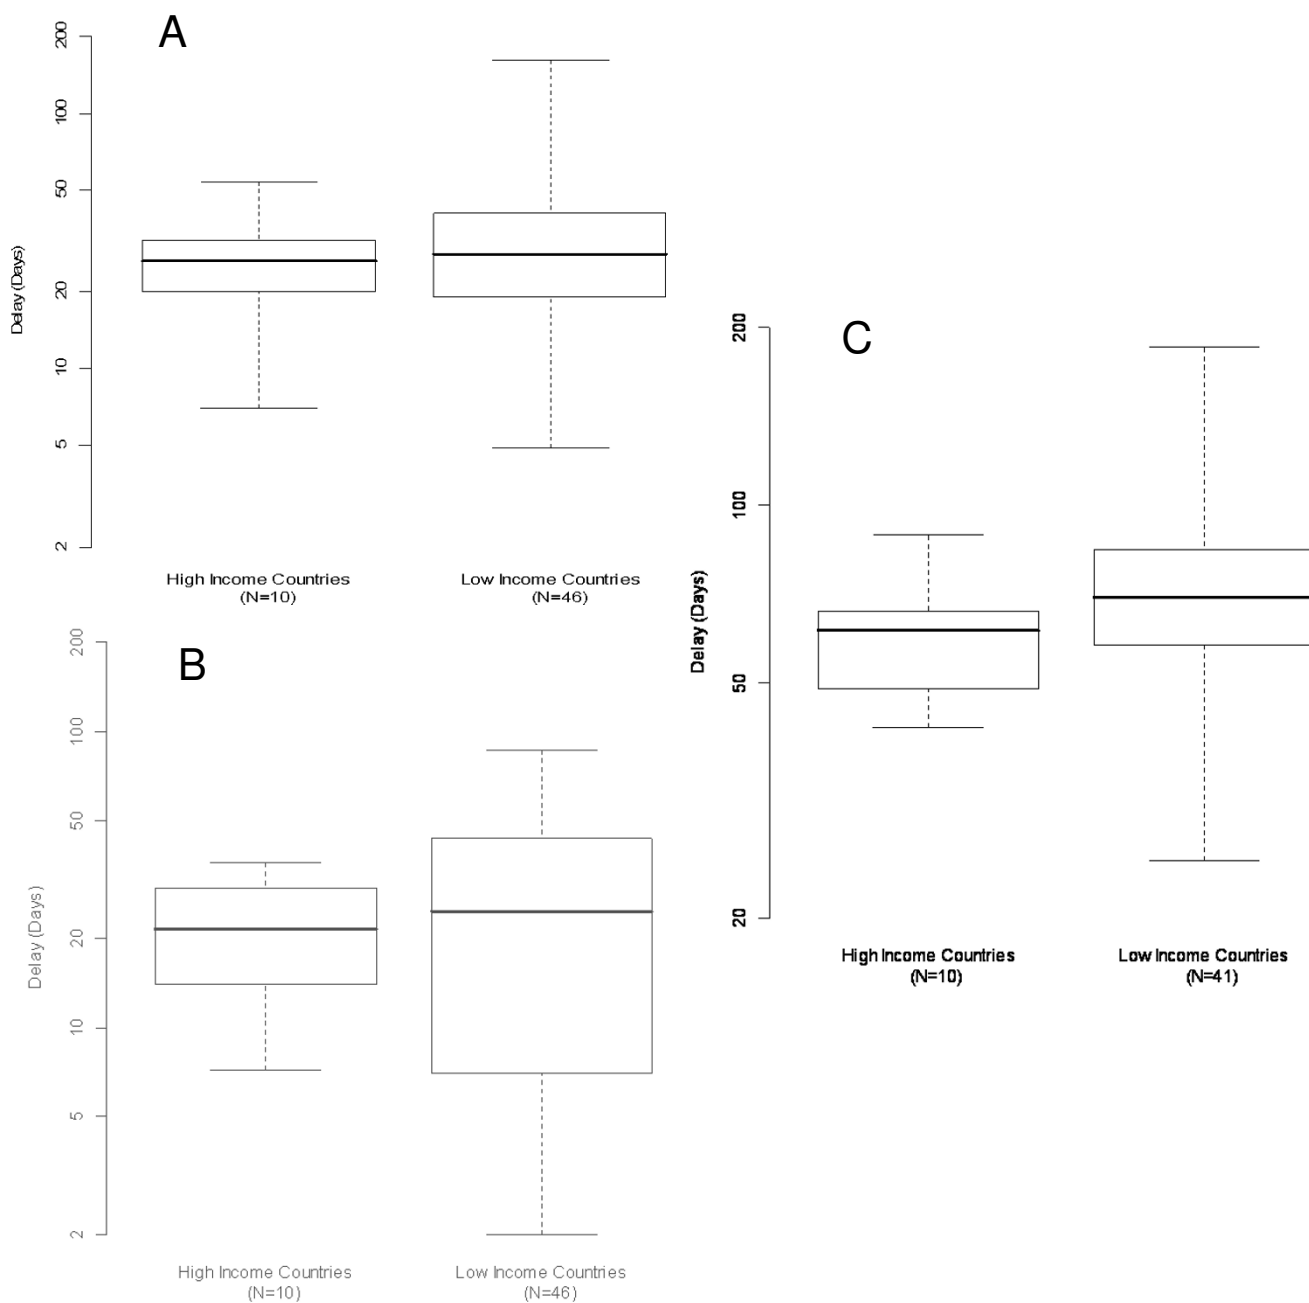 A
200
100
50
20
10
5
2
Delay (Days)
High Income Countries
(N=10)
Low Income Countries
(N=46)
B
200
100
50
20
10
5
2
Delay (Days)
High Income Countries
(N=10)
Low Income Countries
(N=46)
C
200
100
50
20
Delay (Days)
High Income Countries
(N=10)
Low Income Countries
(N=41)